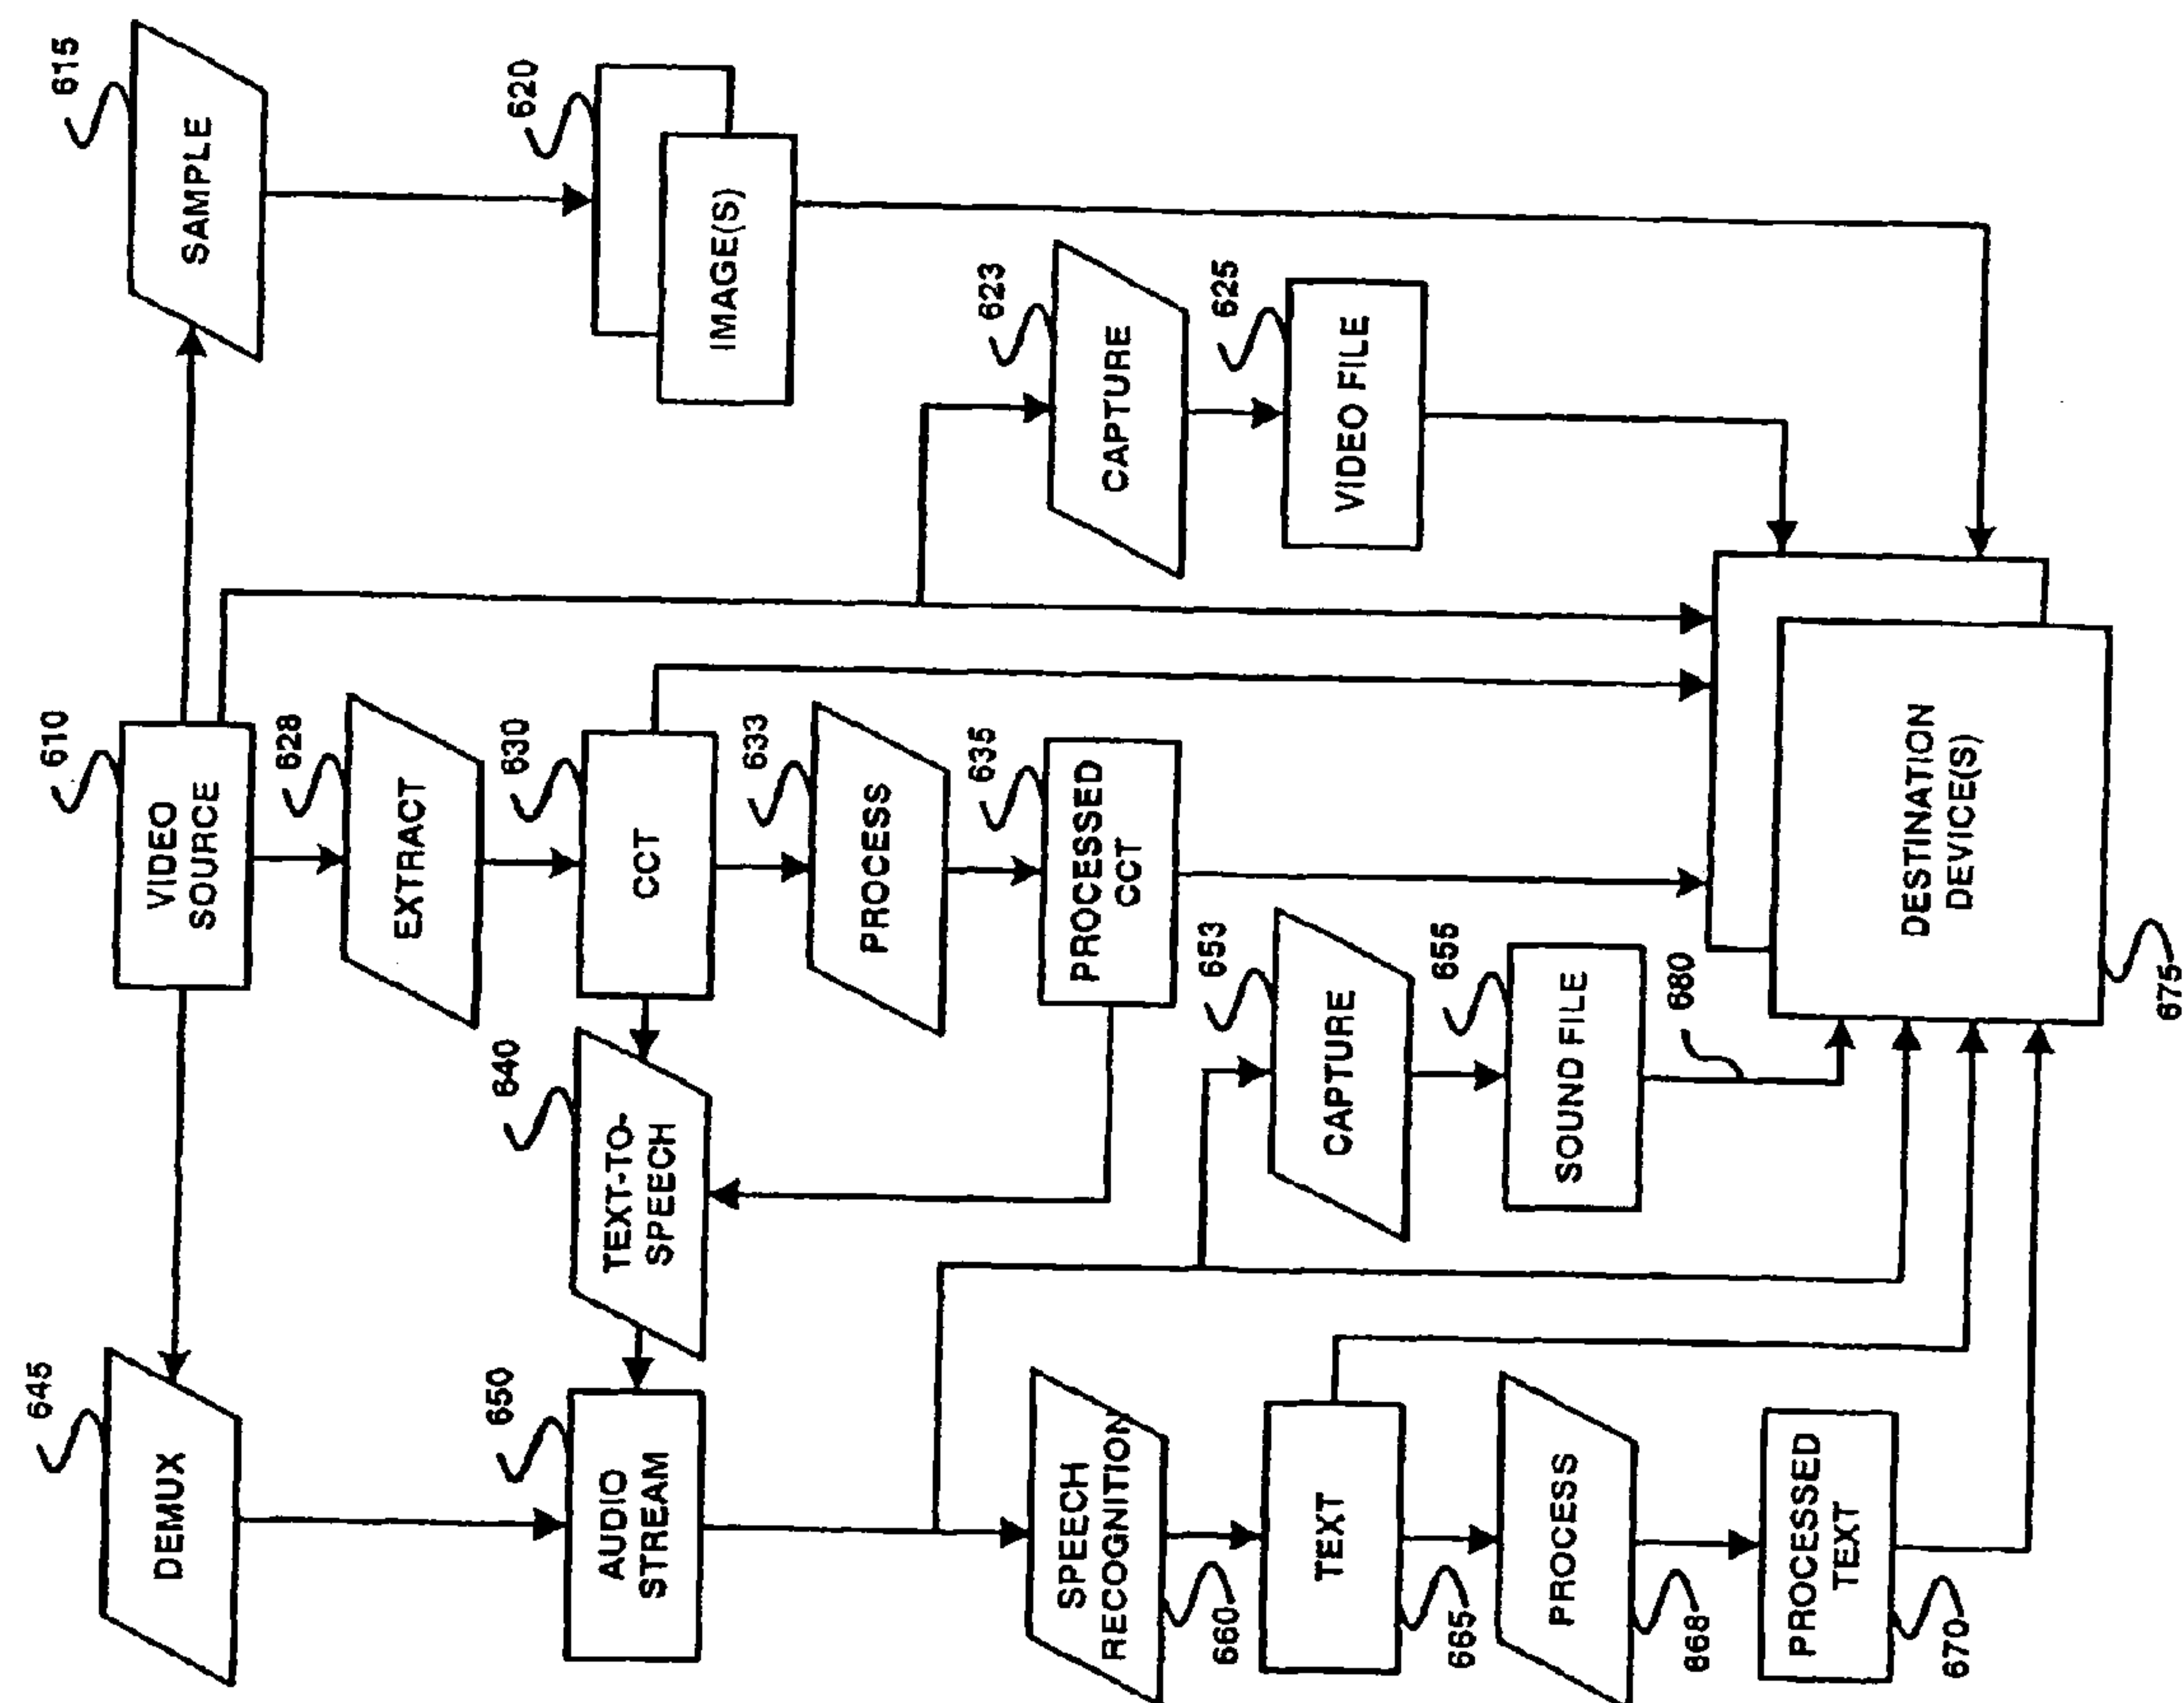 645
DEMUX
610
VIDEO
SOURCE
615
SAMPLE
628
EXTRACT
620
IMAGE(S)
650
AUDIO
STREAM
640
TEXT-TO-
SPEECH
630
CCT
633
PROCESS
635
PROCESSED
CCT
623
CAPTURE
625
VIDEO FILE
SPEECH
RECOGNITION
660
653
CAPTURE
655
SOUND FILE
680
TEXT
665
PROCESS
668
PROCESSED
TEXT
670
DESTINATION
DEVICE(S)
675